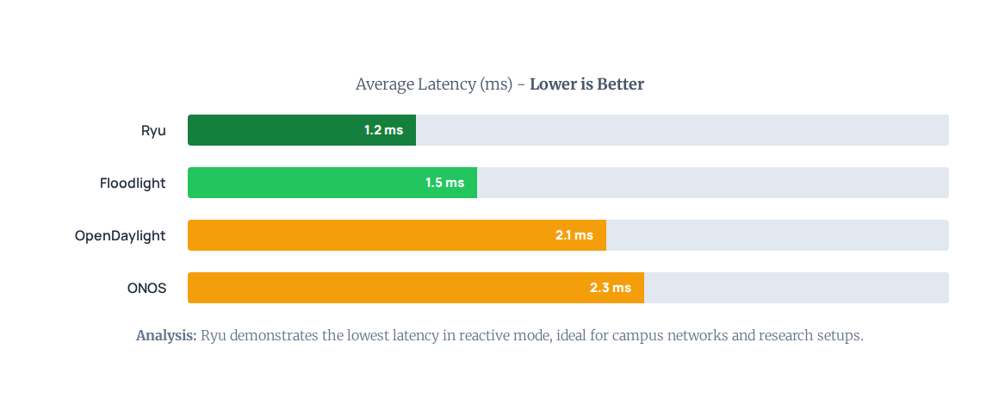 Average Latency (ms) - Lower is Better
Ryu
1.2 ms
Floodlight
1.5 ms
OpenDaylight
2.1 ms
ONOS
2.3 ms
Analysis: Ryu demonstrates the lowest latency in reactive mode, ideal for campus networks and research setups.